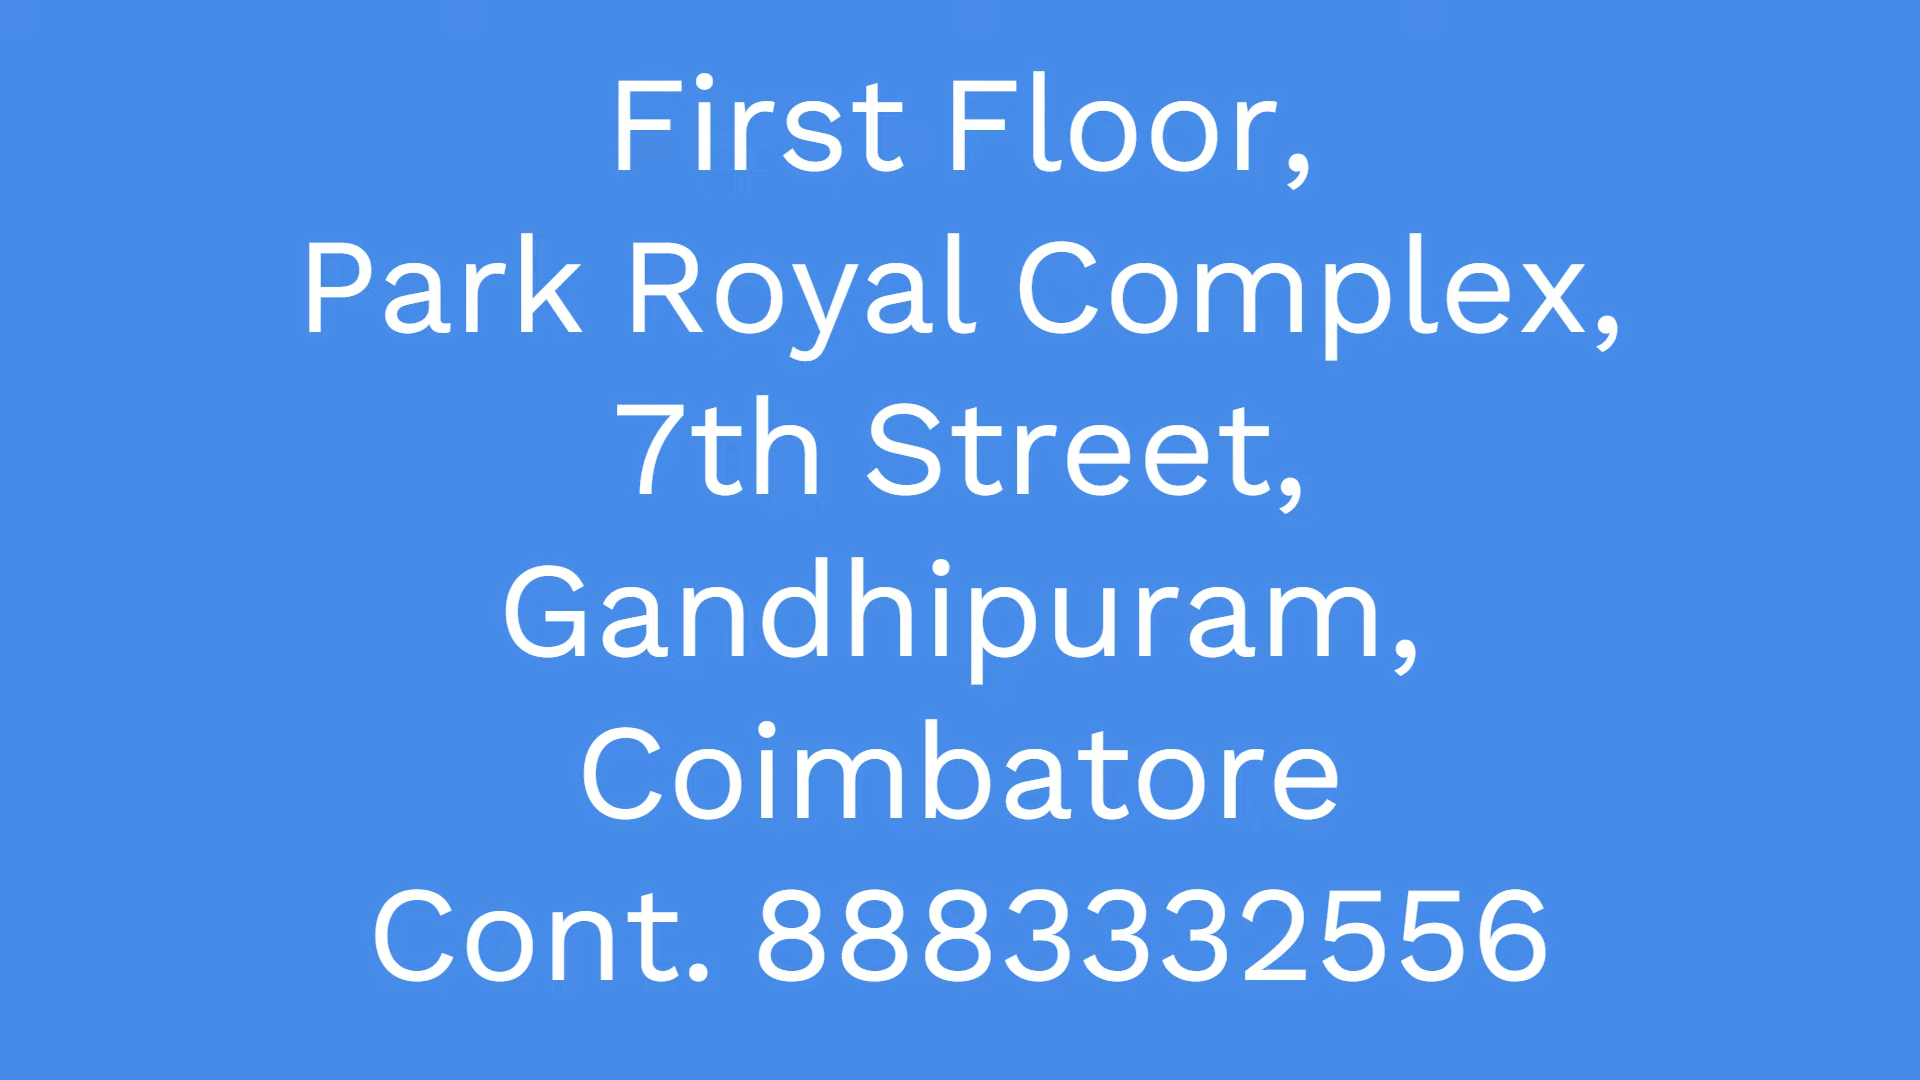 First Floor,
Park Royal Complex,
7th Street,
Gandhipuram,
Coimbatore
Cont. 8883332556